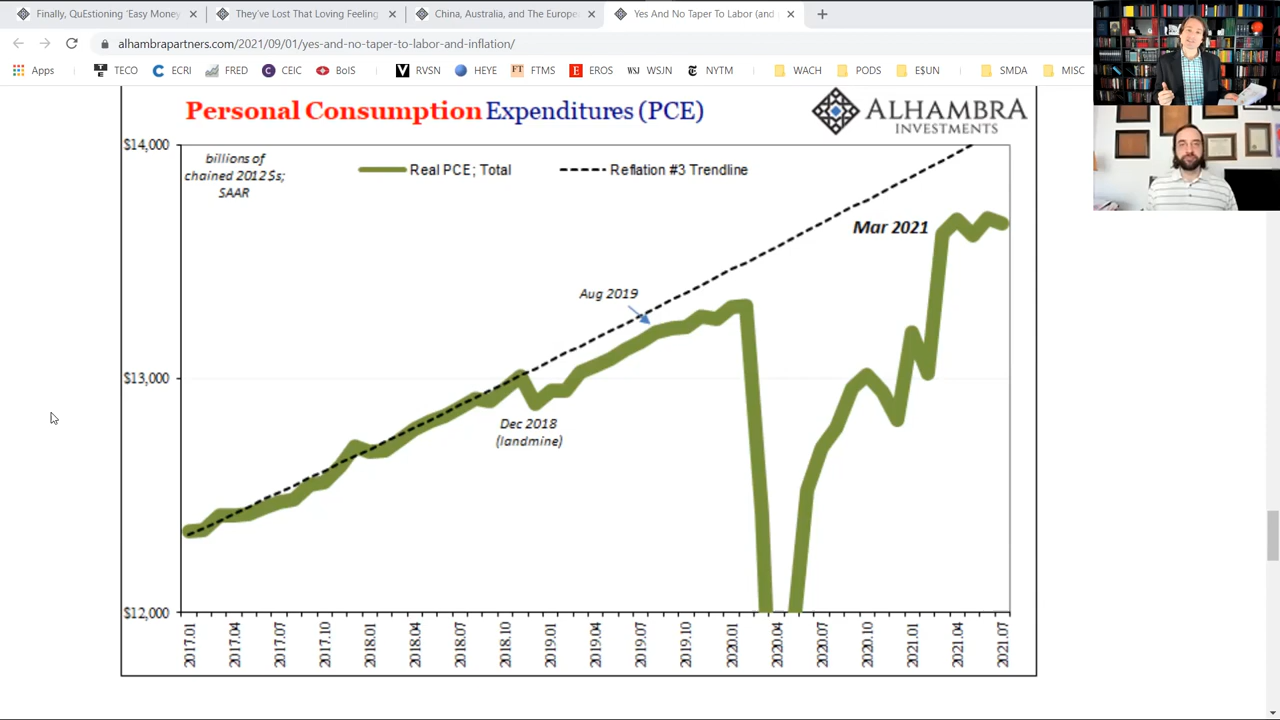 Finally, QuEstioning 'Easy Money
They've Lost That Loving Feeling
China, Australia, and The Europe
Yes And No Taper To Labor (and
alhambrapartners.com/2021/09/01/yes-and-no-taper-to-labor-and-inflation/
Apps TECO ECRI FRED CEIC BoIS RVSN HEYE FTMS EROS WSJN NYTM WACH PODS E$UN SMDA MISC
Personal Consumption Expenditures (PCE)
ALHAMBRA
INVESTMENTS
$14,000
billions of
chained 2012 $s;
SAAR
Real PCE; Total
Reflation #3 Trendline
Mar 2021
Aug 2019
$13,000
Dec 2018
(landmine)
$12,000
2017.01 2017.04 2017.07 2017.10 2018.01 2018.04 2018.07 2018.10 2019.01 2019.04 2019.07 2019.10 2020.01 2020.04 2020.07 2020.10 2021.01 2021.04 2021.07